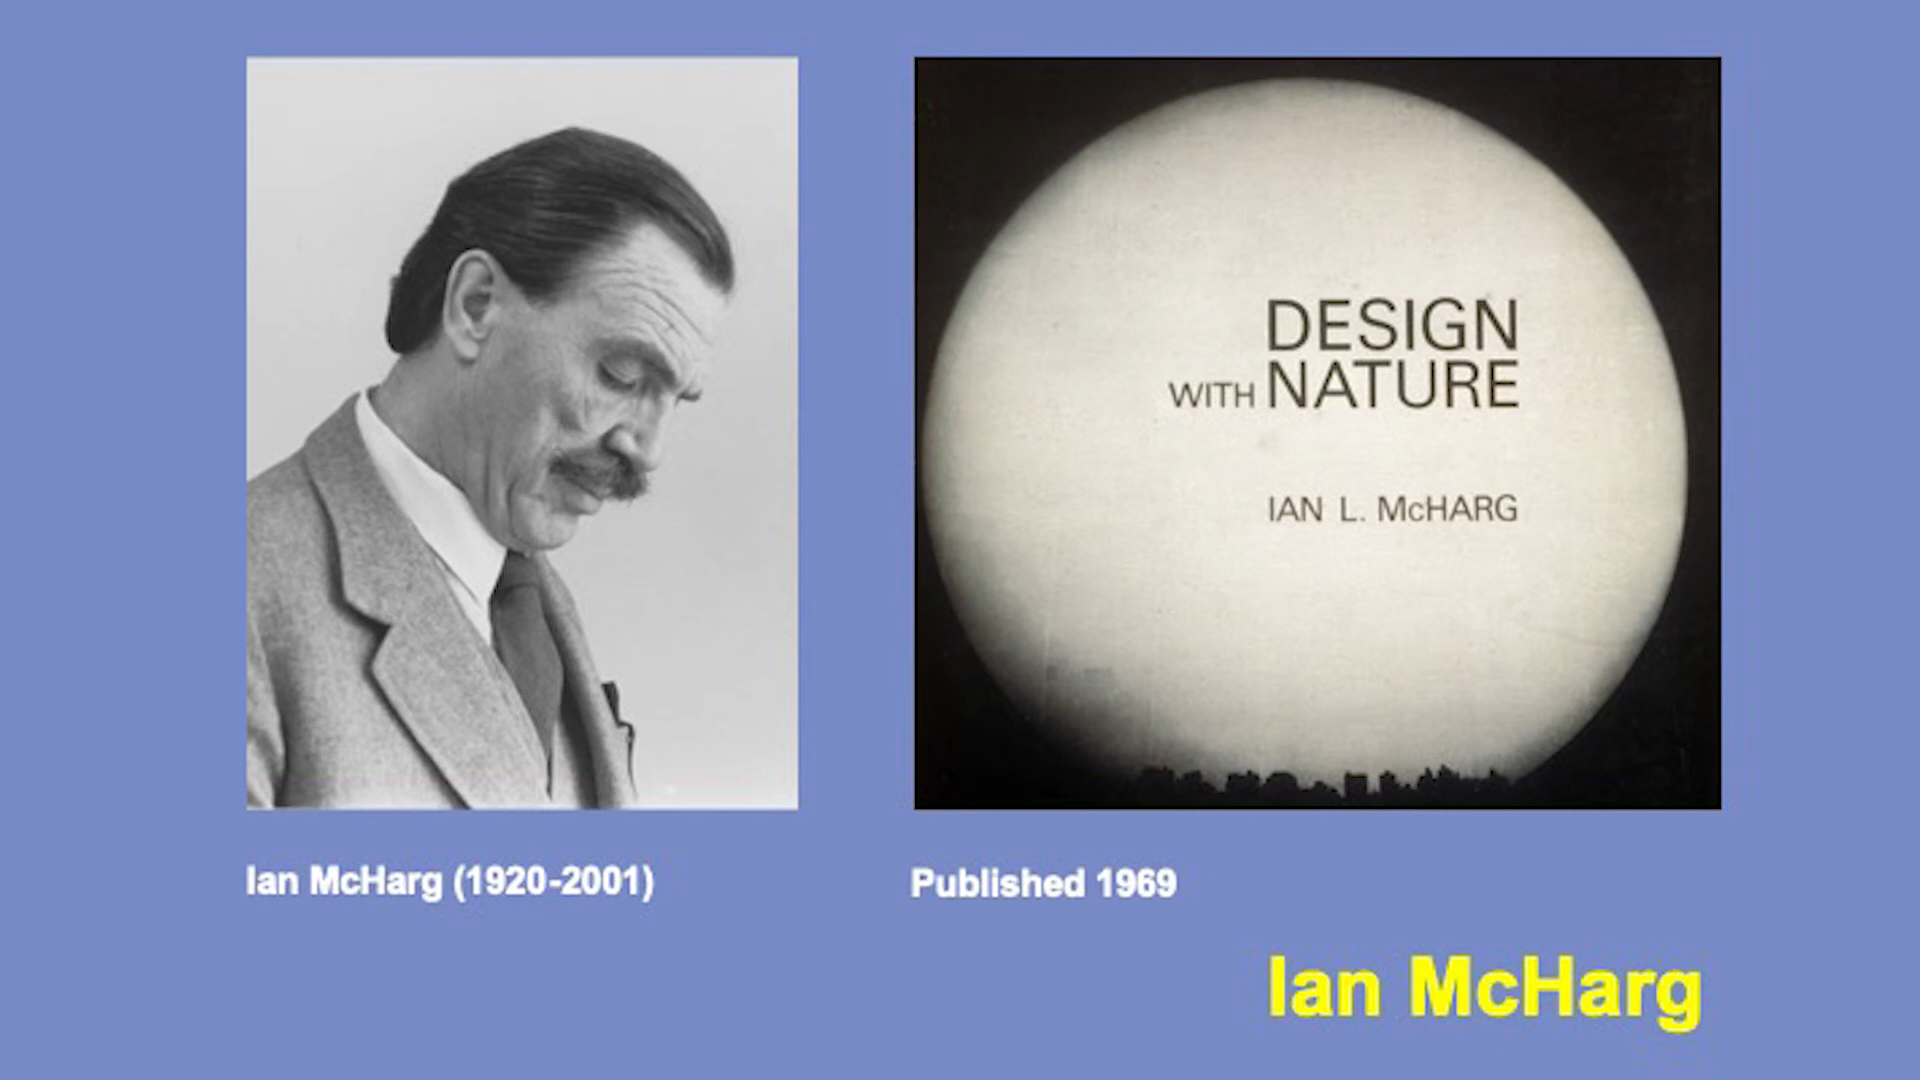 DESIGN
WITH NATURE
IAN L. McHARG
Ian McHarg (1920-2001)
Published 1969
Ian McHarg